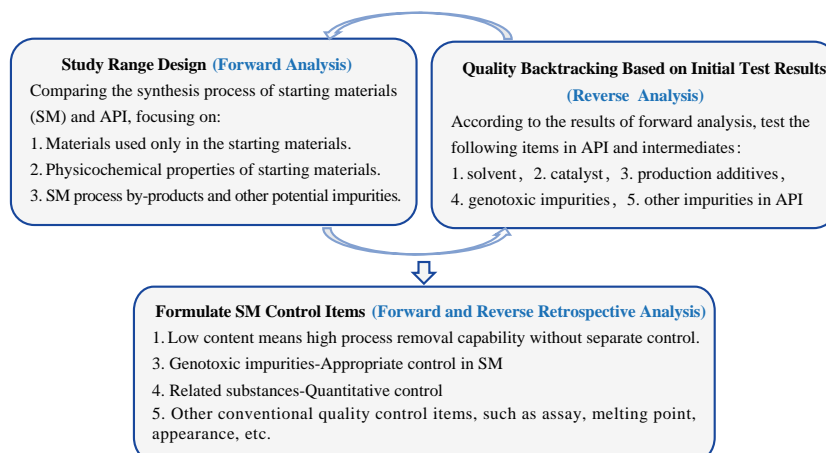 Study Range Design (Forward Analysis)
Comparing the synthesis process of starting materials
(SM) and API, focusing on:
1. Materials used only in the starting materials.
2. Physicochemical properties of starting materials.
3. SM process by-products and other potential impurities.
Quality Backtracking Based on Initial Test Results
(Reverse Analysis)
According to the results of forward analysis, test the
following items in API and intermediates:
1. solvent, 2. catalyst, 3. production additives,
4. genotoxic impurities, 5. other impurities in API
Formulate SM Control Items (Forward and Reverse Retrospective Analysis)
1. Low content means high process removal capability without separate control.
3. Genotoxic impurities-Appropriate control in SM
4. Related substances-Quantitative control
5. Other conventional quality control items, such as assay, melting point,
appearance, etc.